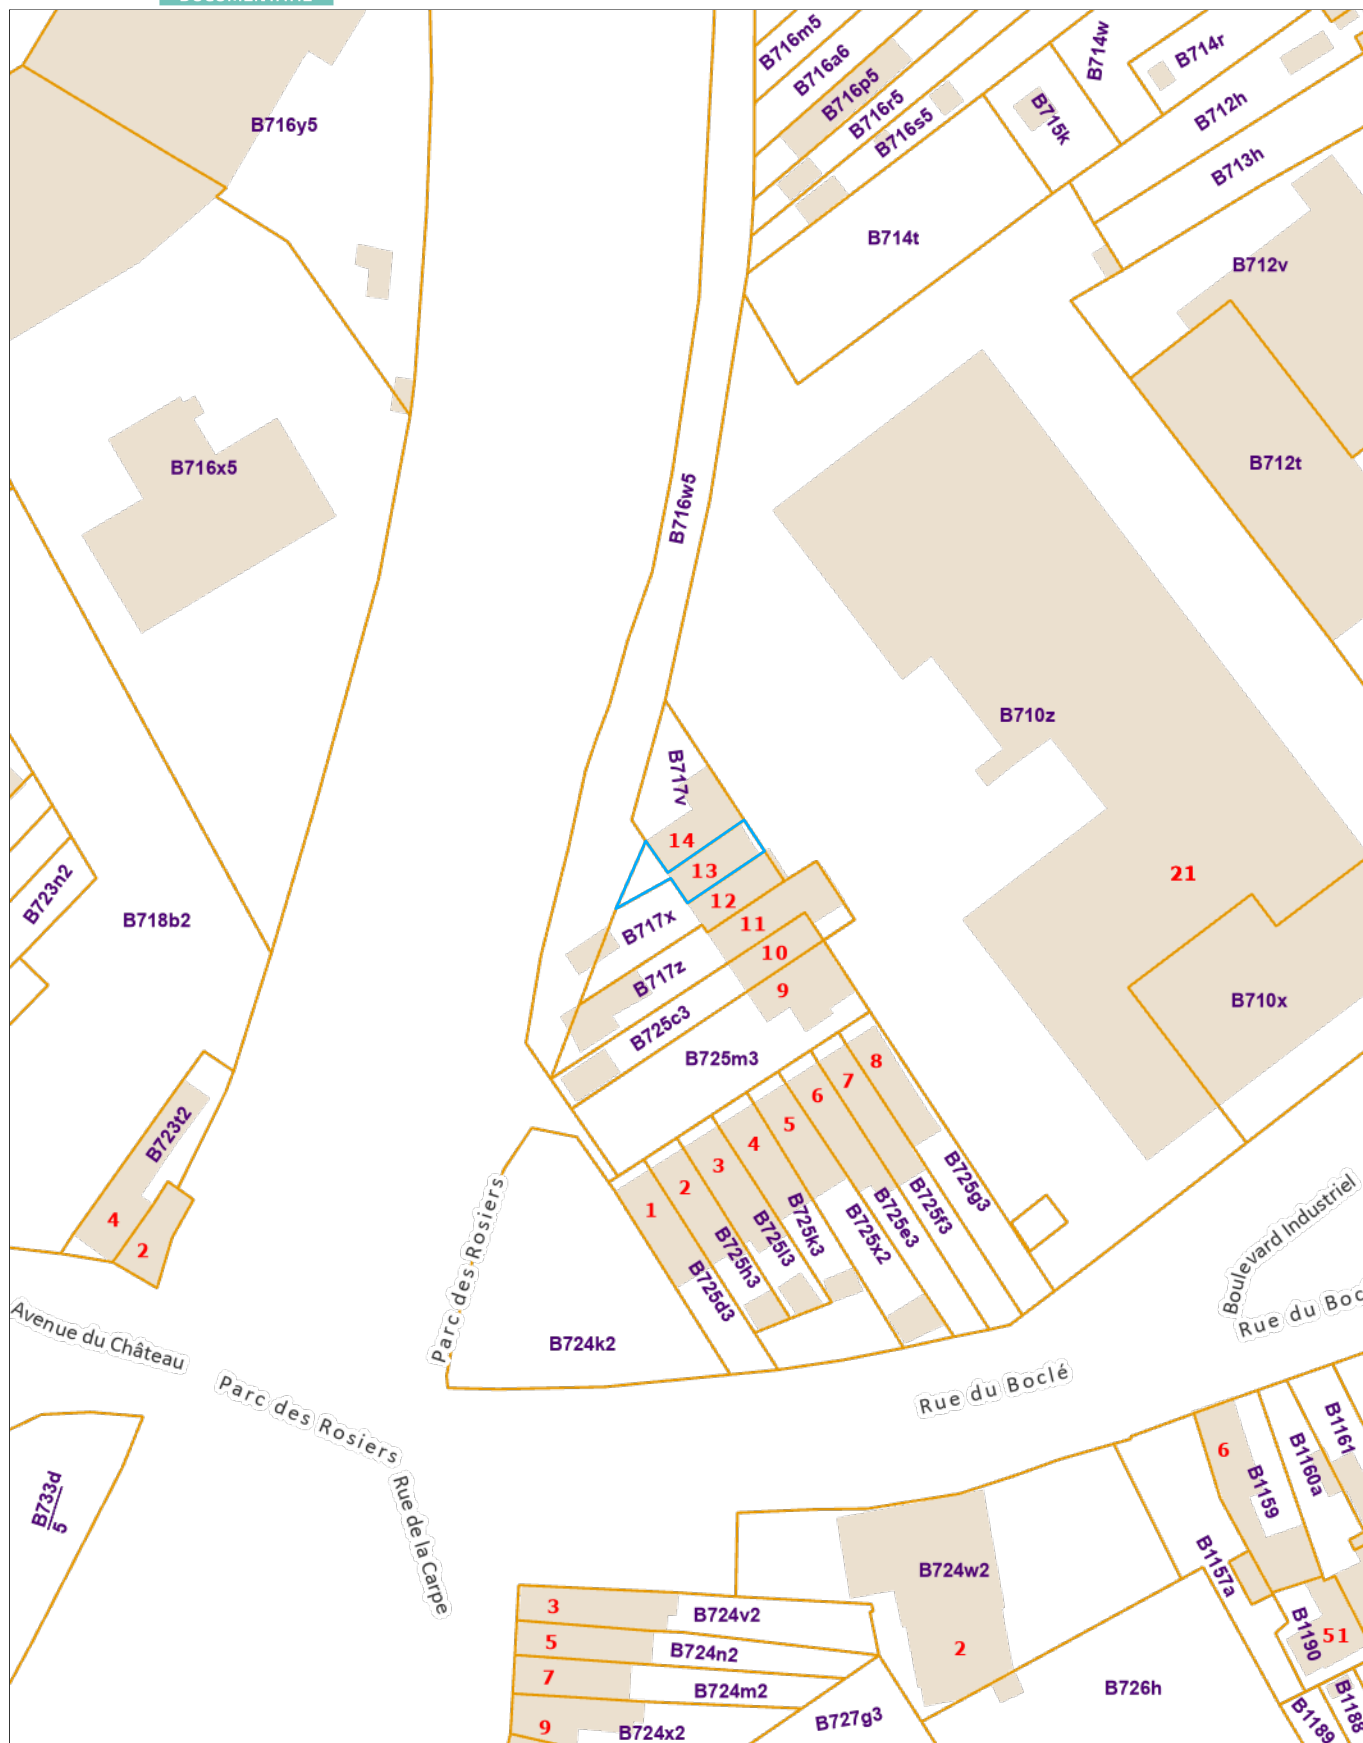 B716m5
B714w
B716a6
B714r
B716p5
B716r5
B716y5
B716s5
B715k
B712h
B713h
B714t
B712v
B716x5
B712t
B716w5
B710z
B717v
14
13
21
B723n2
12
B718b2
B717x
11
10
B717z
9
B710x
B725c3
B725m3
8
7
6
B723t2
5
4
3
B725g3
2
1
B725f3
B725e3
B725x2
B725k3
B725l3
B725h3
B725d3
4
2
Parc des Rosiers
Boulevard Industriel
Rue du Boc
Avenue du Château
B724k2
Parc des Rosiers
Rue du Boclé
B1161
6
B1160a
B1159
B733d
5
Rue de la Carpe
B1157a
B724w2
3
B724v2
B1190
51
5
B724n2
2
7
B724m2
B726h
B1188
B1189
B727g3
9
B724x2